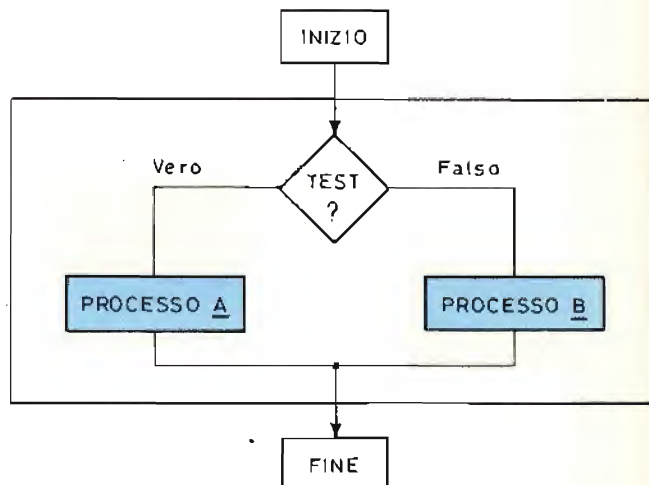 INIZIO
Vero
Falso
TEST
?
PROCESSO A
PROCESSO B
FINE